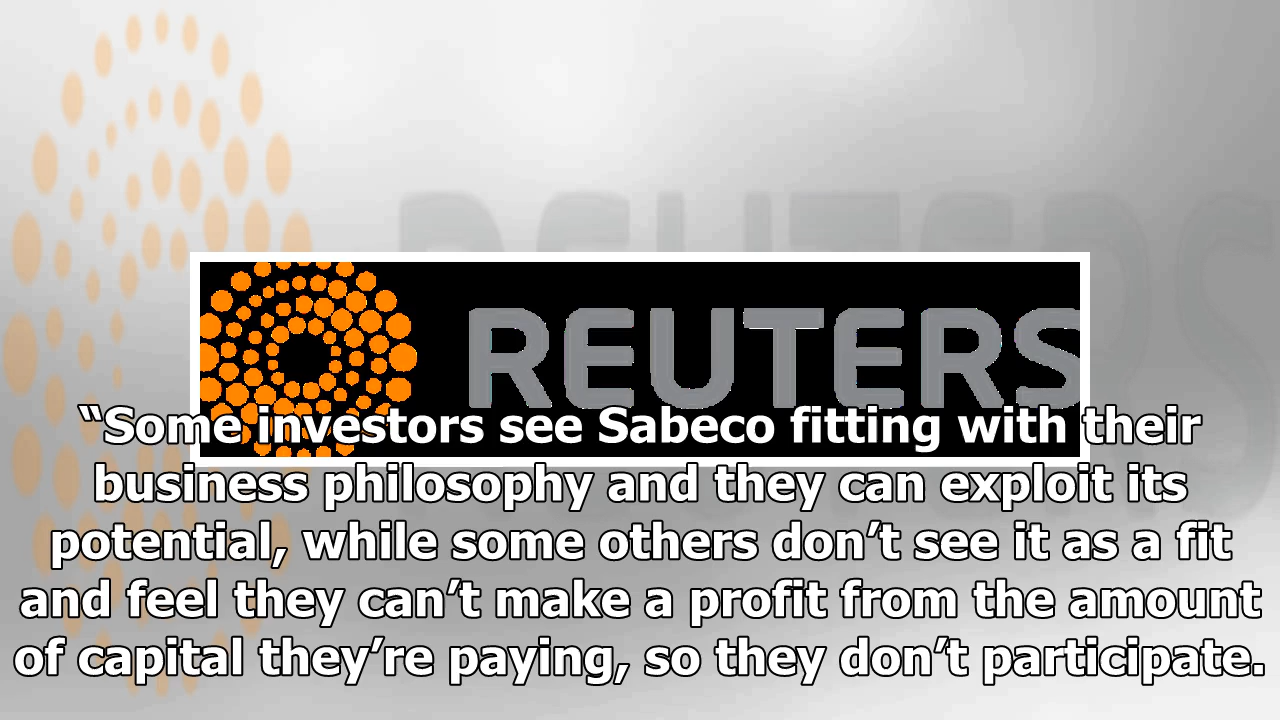 REUTERS
REUTERS
“Some investors see Sabeco fitting with their
business philosophy and they can exploit its
potential, while some others don’t see it as a fit
and feel they can’t make a profit from the amount
of capital they’re paying, so they don’t participate.